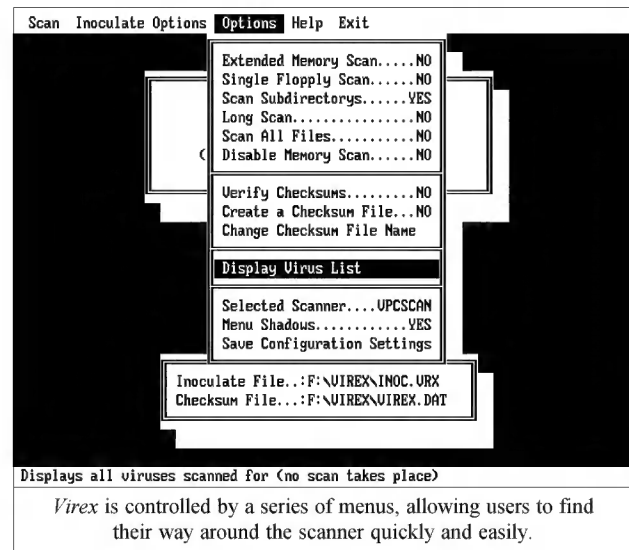 Scan Inoculate Options Options Help Exit
Extended Memory Scan.....NO
Single Flopply Scan......NO
Scan Subdirectorys......YES
Long Scan................NO
Scan All Files...........NO
Disable Memory Scan......NO
(
Verify Checksums.........NO
Create a Checksum File...NO
Change Checksum File Name
Display Virus List
Selected Scanner....VPCSCAN
Menu Shadows............YES
Save Configuration Settings
Inoculate File..:F:\VIREX\INOC.VRX
Checksum File...:F:\VIREX\VIREX.DAT
Displays all viruses scanned for (no scan takes place)
Virex is controlled by a series of menus, allowing users to find
their way around the scanner quickly and easily.